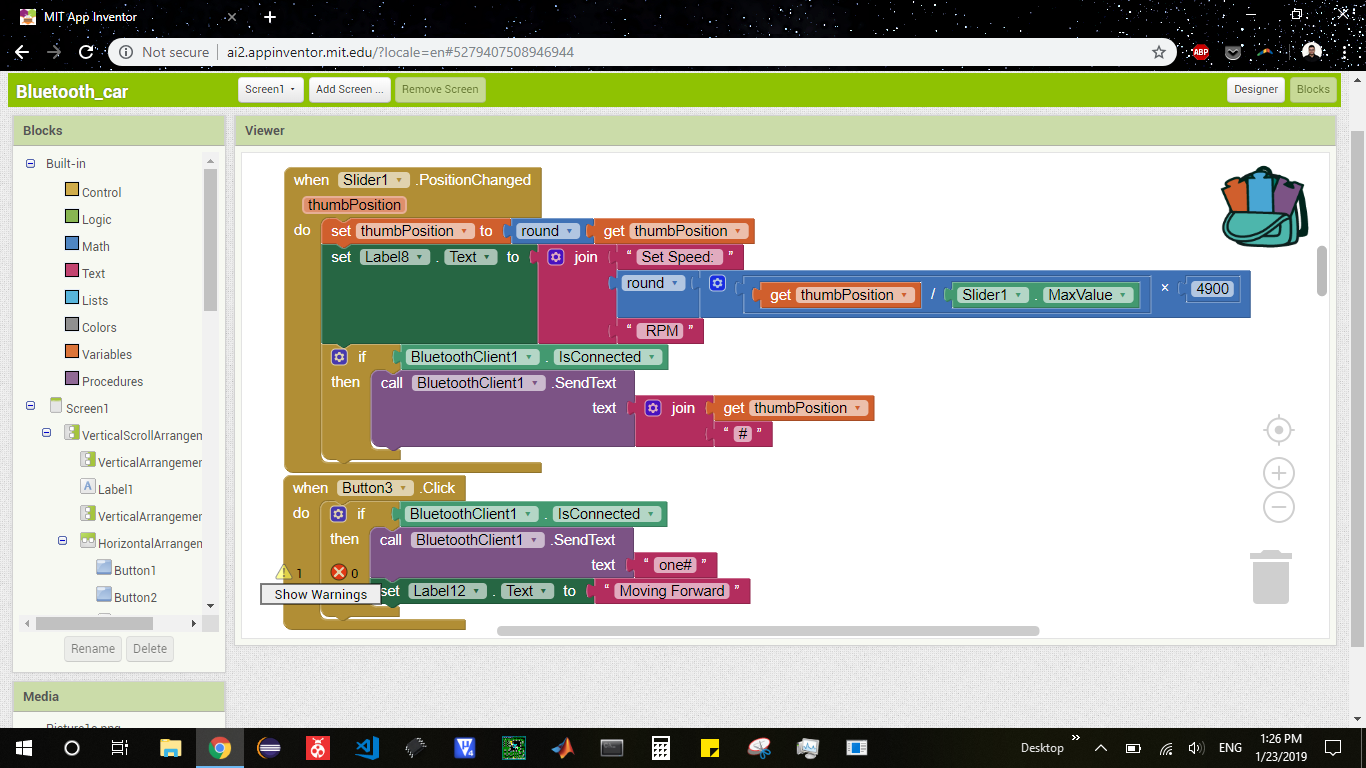 MIT App Inventor
Not secure | ai2.appinventor.mit.edu/?locale=en#5279407508946944
ABP
Bluetooth_car
Screen1
Add Screen ...
Remove Screen
Designer
Blocks
Blocks
Built-in
Control
Logic
Math
Text
Lists
Colors
Variables
Procedures
Screen1
VerticalScrollArrangen
VerticalArrangemer
A Label1
VerticalArrangemer
HorizontalArranger
Button1
Button2
Rename
Delete
Media
Viewer
when Slider1 .PositionChanged
thumbPosition
do set thumbPosition to round get thumbPosition
set Label8 . Text to join “ Set Speed: ”
round get thumbPosition / Slider1 . MaxValue × 4900
“ RPM ”
if BluetoothClient1 . IsConnected
then call BluetoothClient1 .SendText
text join get thumbPosition
“ # ”
when Button3 .Click
do if BluetoothClient1 . IsConnected
then call BluetoothClient1 .SendText
text “ one# ”
set Label12 . Text to “ Moving Forward ”
1 0
Show Warnings
Desktop
ENG
1:26 PM
1/23/2019